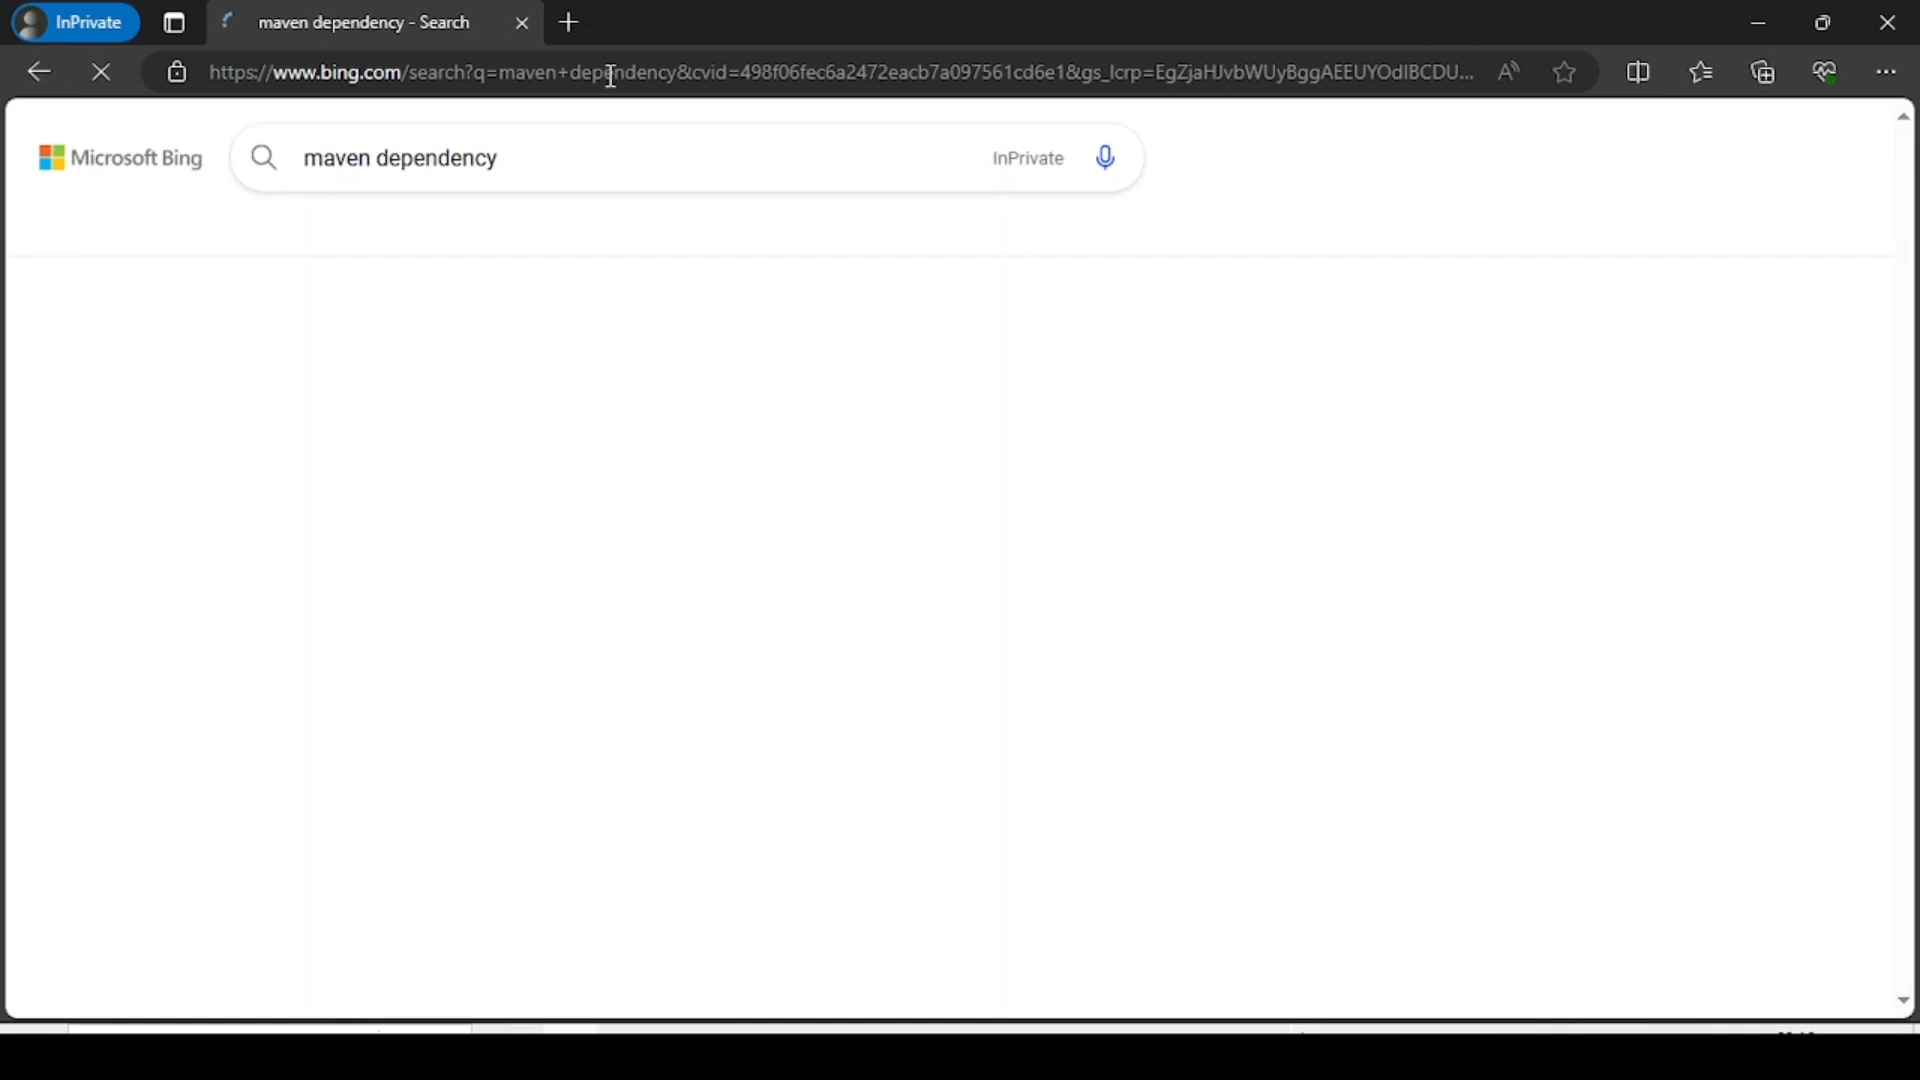 InPrivate
maven dependency - Search
https://www.bing.com/search?q=maven+dependency&cvid=498f06fec6a2472eacb7a097561cd6e1&gs_lcrp=EgZjaHJvbWUyBggAEEUYOdIBCDU...
Microsoft Bing
maven dependency
InPrivate